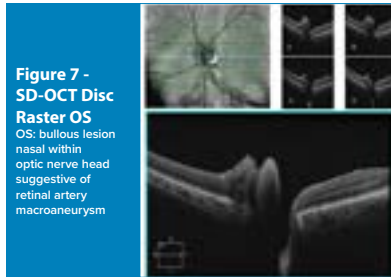 Figure 7 -
SD-OCT Disc
Raster OS
OS: bullous lesion
nasal within
optic nerve head
suggestive of
retinal artery
macroaneurysm